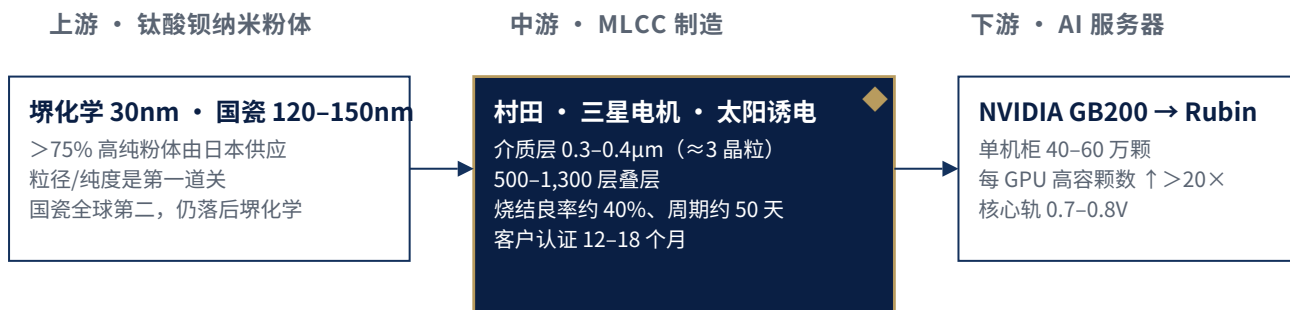 上游 · 钛酸钡纳米粉体
中游 · MLCC 制造
下游 · AI 服务器
堺化学 30nm · 国瓷 120–150nm
＞75% 高纯粉体由日本供应
粒径/纯度是第一道关
国瓷全球第二，仍落后堺化学
村田 · 三星电机 · 太阳诱电
介质层 0.3–0.4μm（≈3 晶粒）
500–1,300 层叠层
烧结良率约 40%、周期约 50 天
客户认证 12–18 个月
NVIDIA GB200 → Rubin
单机柜 40–60 万颗
每 GPU 高容颗数 ↑＞20×
核心轨 0.7–0.8V